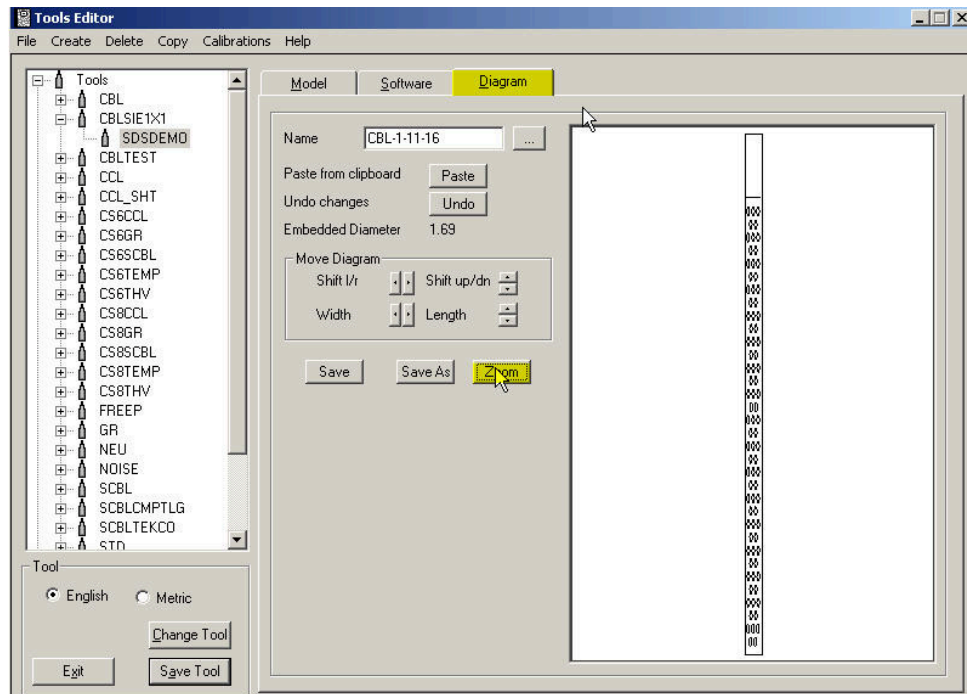 Tools Editor
File Create Delete Copy Calibrations Help
Tools
CBL
CBLSIE1X1
SDSDEMO
CBLTEST
CCL
CCL_SHT
CS6CCL
CS6GR
CS6SCBL
CS6TEMP
CS6THV
CS8CCL
CS8GR
CS8SCBL
CS8TEMP
CS8THV
FREEP
GR
NEU
NOISE
SCBL
SCBLCMPTLG
SCBLTEKCO
STD
Tool
English Metric
Change Tool
Exit Save Tool
Model Software Diagram
Name CBL-1-11-16 ...
Paste from clipboard Paste
Undo changes Undo
Embedded Diameter 1.69
Move Diagram
Shift l/r Shift up/dn
Width Length
Save Save As Zoom